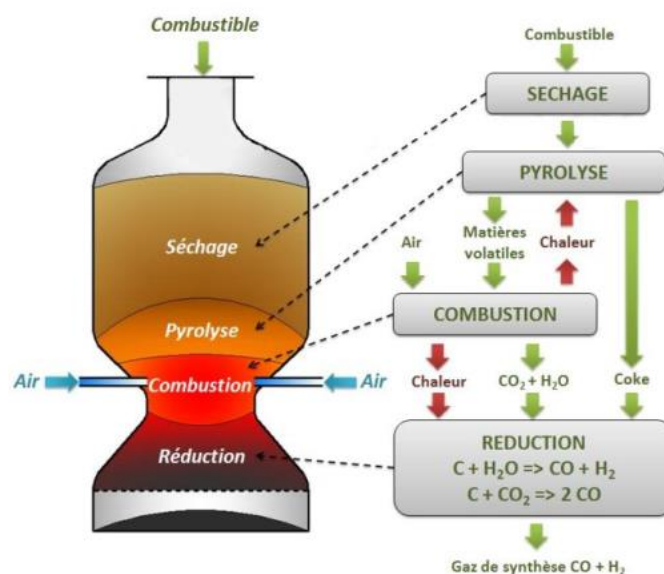 Combustible
Séchage
Pyrolyse
Air
Combustion
Air
Réduction
Combustible
SECHAGE
PYROLYSE
Air
Matières
volatiles
Chaleur
COMBUSTION
Chaleur
CO₂ + H₂O
Coke
REDUCTION
C + H₂O => CO + H₂
C + CO₂ => 2 CO
Gaz de synthèse CO + H₂